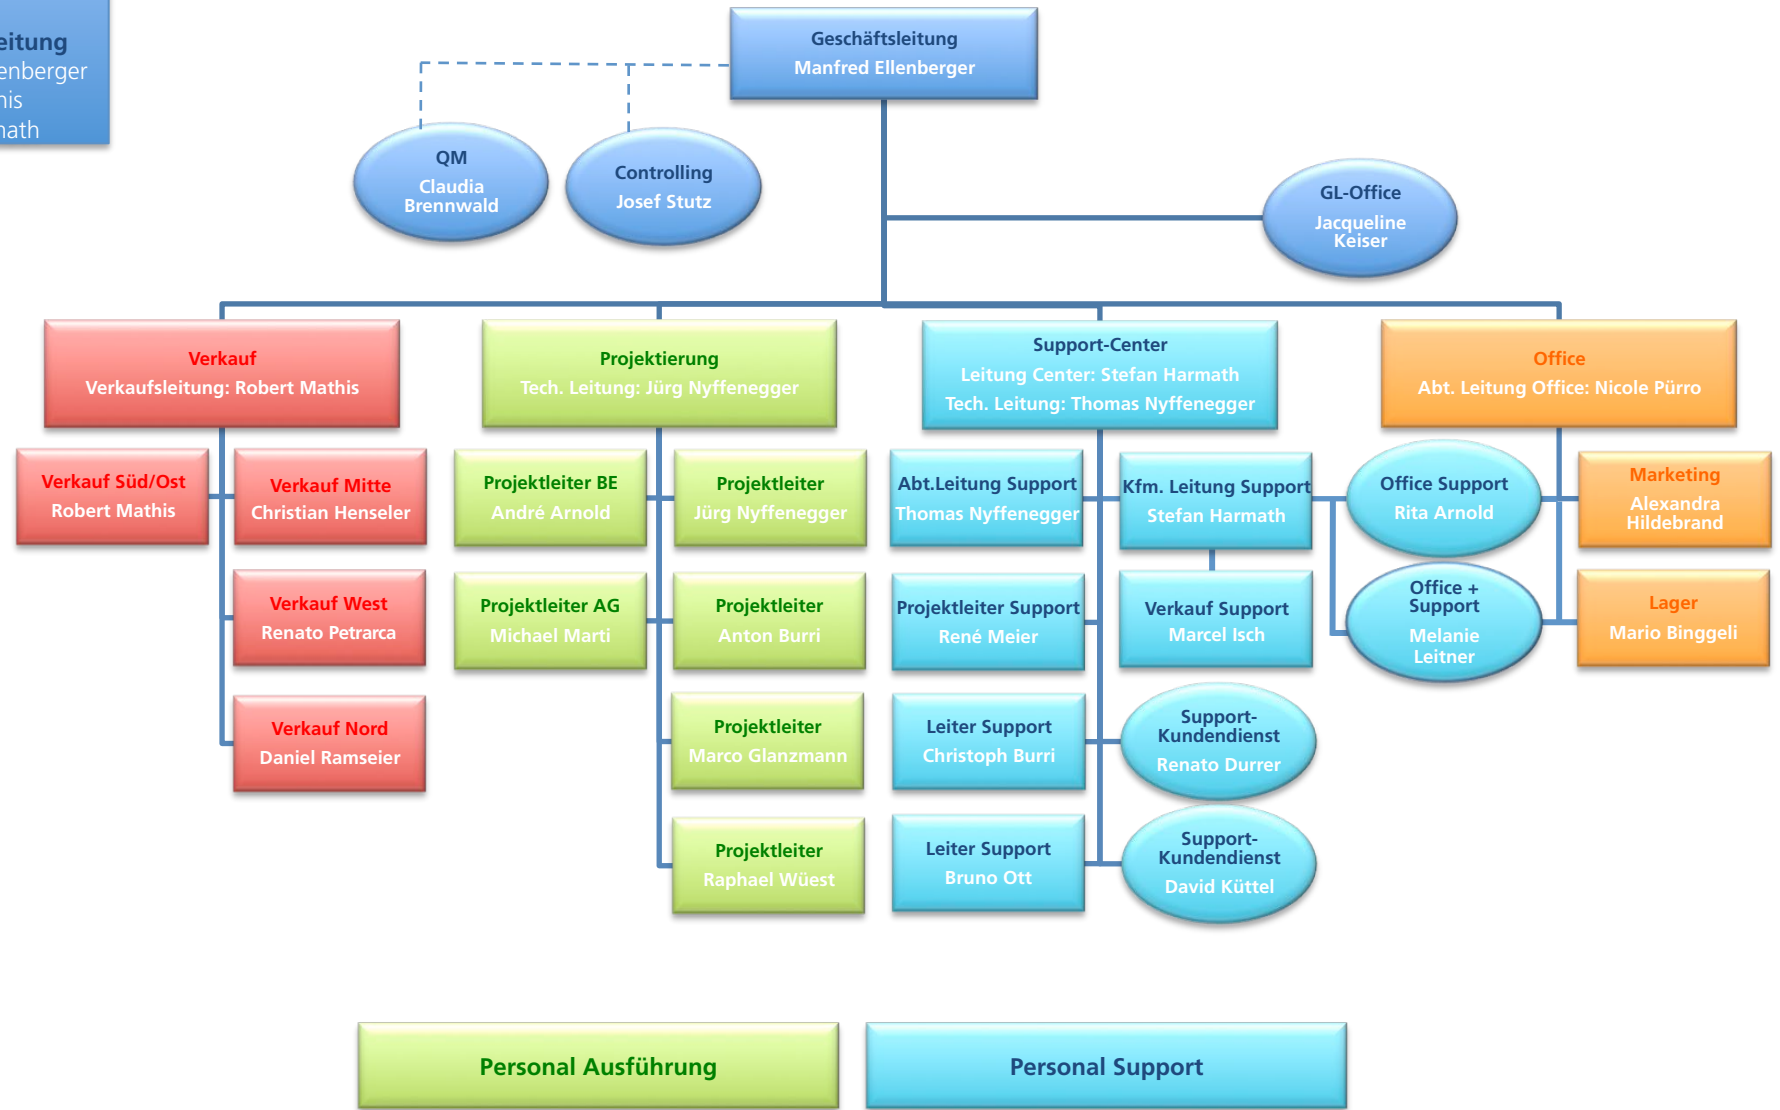 eitung
enberger
nis
nath
Geschäftsleitung
Manfred Ellenberger
QM
Claudia
Brennwald
Controlling
Josef Stutz
GL-Office
Jacqueline
Keiser
Verkauf
Verkaufsleitung: Robert Mathis
Projektierung
Tech. Leitung: Jürg Nyffenegger
Support-Center
Leitung Center: Stefan Harmath
Tech. Leitung: Thomas Nyffenegger
Office
Abt. Leitung Office: Nicole Pürro
Verkauf Süd/Ost
Robert Mathis
Verkauf Mitte
Christian Henseler
Projektleiter BE
André Arnold
Projektleiter
Jürg Nyffenegger
Abt.Leitung Support
Thomas Nyffenegger
Kfm. Leitung Support
Stefan Harmath
Office Support
Rita Arnold
Marketing
Alexandra
Hildebrand
Verkauf West
Renato Petrarca
Projektleiter AG
Michael Marti
Projektleiter
Anton Burri
Projektleiter Support
René Meier
Verkauf Support
Marcel Isch
Office +
Support
Melanie
Leitner
Lager
Mario Binggeli
Verkauf Nord
Daniel Ramseier
Projektleiter
Marco Glanzmann
Leiter Support
Christoph Burri
Support-
Kundendienst
Renato Durrer
Projektleiter
Raphael Wüest
Leiter Support
Bruno Ott
Support-
Kundendienst
David Küttel
Personal Ausführung
Personal Support